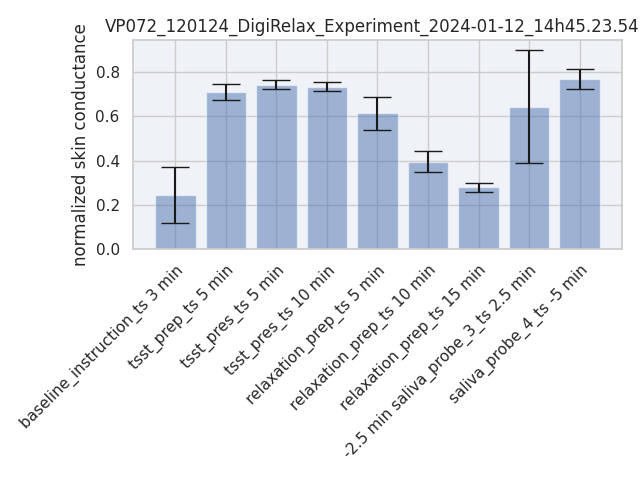 VP072_120124_DigiRelax_Experiment_2024-01-12_14h45.23.54
normalized skin conductance
0.8
0.6
0.4
0.2
0.0
baseline_instruction_ts 3 min
tsst_prep_ts 5 min
tsst_pres_ts 5 min
tsst_pres_ts 10 min
relaxation_prep_ts 5 min
relaxation_prep_ts 10 min
relaxation_prep_ts 15 min
-2.5 min saliva_probe_3_ts 2.5 min
saliva_probe_4_ts -5 min